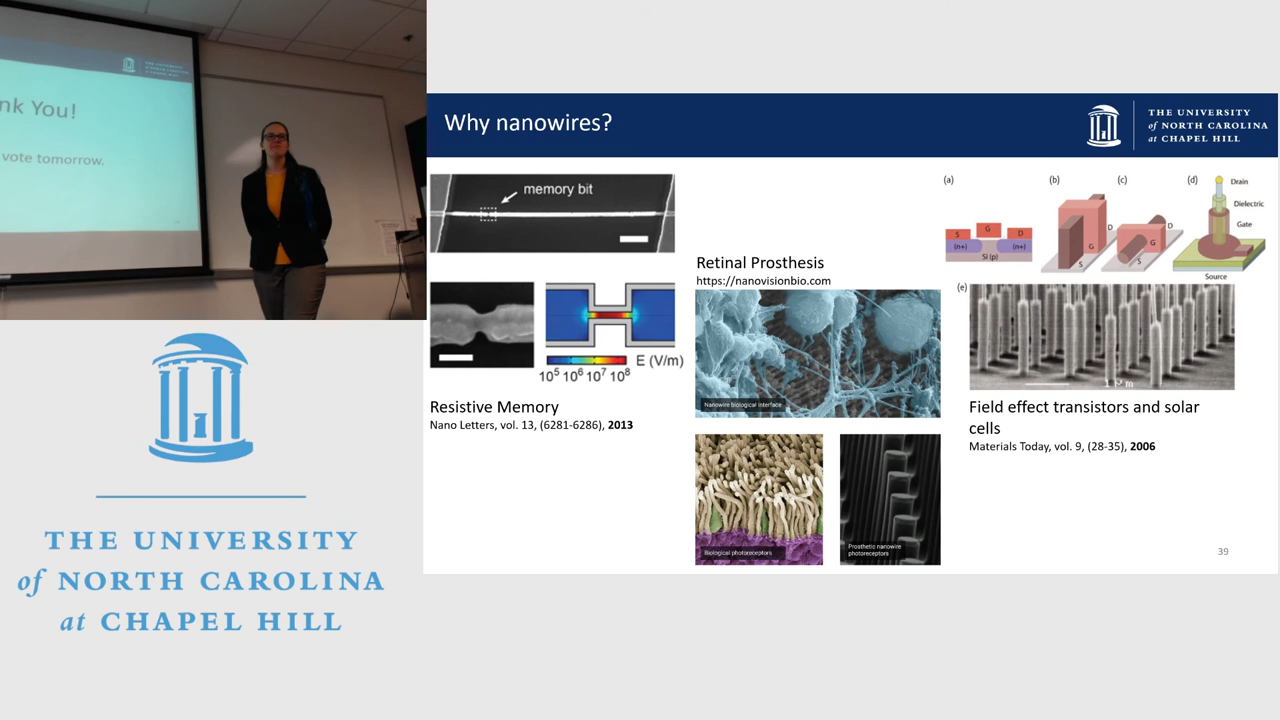 nk You!
vote tomorrow.
THE UNIVERSITY
of NORTH CAROLINA
at CHAPEL HILL
Why nanowires?
THE UNIVERSITY
of NORTH CAROLINA
at CHAPEL HILL
memory bit
E (V/m)
10⁵ 10⁶ 10⁷ 10⁸
Resistive Memory
Nano Letters, vol. 13, (6281-6286), 2013
Retinal Prosthesis
https://nanovisionbio.com
Nanowire biological interface
Biological photoreceptors
Prosthetic nanowire
photoreceptors
(a)
(b)
(c)
(d)
S
G
D
(n+)
(n+)
Si (p)
D
G
S
D
G
S
Drain
Dielectric
Gate
Source
(e)
Field effect transistors and solar
cells
Materials Today, vol. 9, (28-35), 2006
39